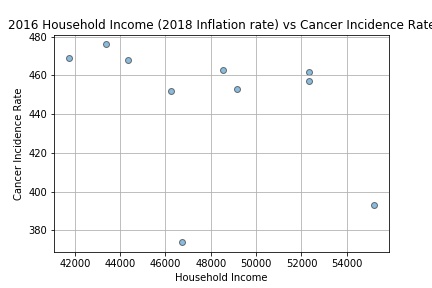 2016 Household Income (2018 Inflation rate) vs Cancer Incidence Rate
480
460
440
420
400
380
Cancer Incidence Rate
42000 44000 46000 48000 50000 52000 54000
Household Income